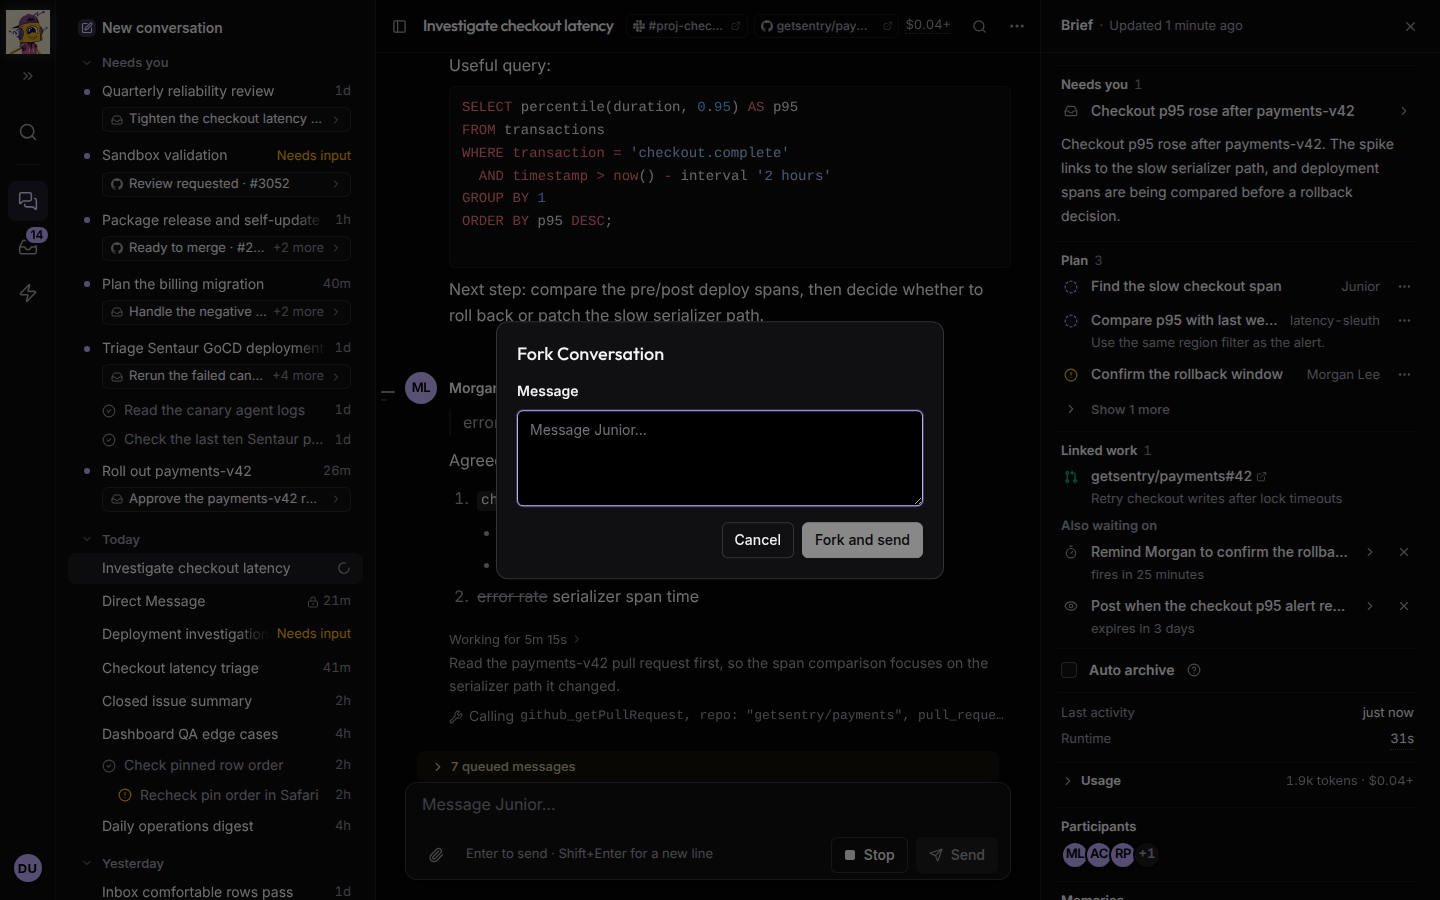 New conversation
Needs you
Quarterly reliability review 1d
Tighten the checkout latency ...
Sandbox validation Needs input
Review requested · #3052
Package release and self-update 1h
Ready to merge · #2... +2 more
Plan the billing migration 40m
Handle the negative ... +2 more
Triage Sentaur GoCD deployment 1d
Rerun the failed can... +4 more
Read the canary agent logs 1d
Check the last ten Sentaur p... 1d
Roll out payments-v42 26m
Approve the payments-v42 r...
Today
Investigate checkout latency
Direct Message 21m
Deployment investigation Needs input
Checkout latency triage 41m
Closed issue summary 2h
Dashboard QA edge cases 4h
Check pinned row order 2h
Recheck pin order in Safari 2h
Daily operations digest 4h
Yesterday
Inbox comfortable rows pass 1d
14
DU
Investigate checkout latency #proj-chec... getsentry/pay... $0.04+
Useful query:
SELECT percentile(duration, 0.95) AS p95
FROM transactions
WHERE transaction = 'checkout.complete'
AND timestamp > now() - interval '2 hours'
GROUP BY 1
ORDER BY p95 DESC;
Next step: compare the pre/post deploy spans, then decide whether to
roll back or patch the slow serializer path.
ML Morgan
error
Agreed
1. ch
2. error rate serializer span time
Working for 5m 15s
Read the payments-v42 pull request first, so the span comparison focuses on the
serializer path it changed.
Calling github_getPullRequest, repo: "getsentry/payments", pull_reque...
7 queued messages
Message Junior...
Enter to send · Shift+Enter for a new line
Stop
Send
Fork Conversation
Message
Message Junior...
Cancel
Fork and send
Brief · Updated 1 minute ago
Needs you 1
Checkout p95 rose after payments-v42
Checkout p95 rose after payments-v42. The spike
links to the slow serializer path, and deployment
spans are being compared before a rollback
decision.
Plan 3
Find the slow checkout span Junior
Compare p95 with last we... latency-sleuth
Use the same region filter as the alert.
Confirm the rollback window Morgan Lee
Show 1 more
Linked work 1
getsentry/payments#42
Retry checkout writes after lock timeouts
Also waiting on
Remind Morgan to confirm the rollba...
fires in 25 minutes
Post when the checkout p95 alert re...
expires in 3 days
Auto archive
Last activity just now
Runtime 31s
Usage 1.9k tokens · $0.04+
Participants
ML AC RP +1